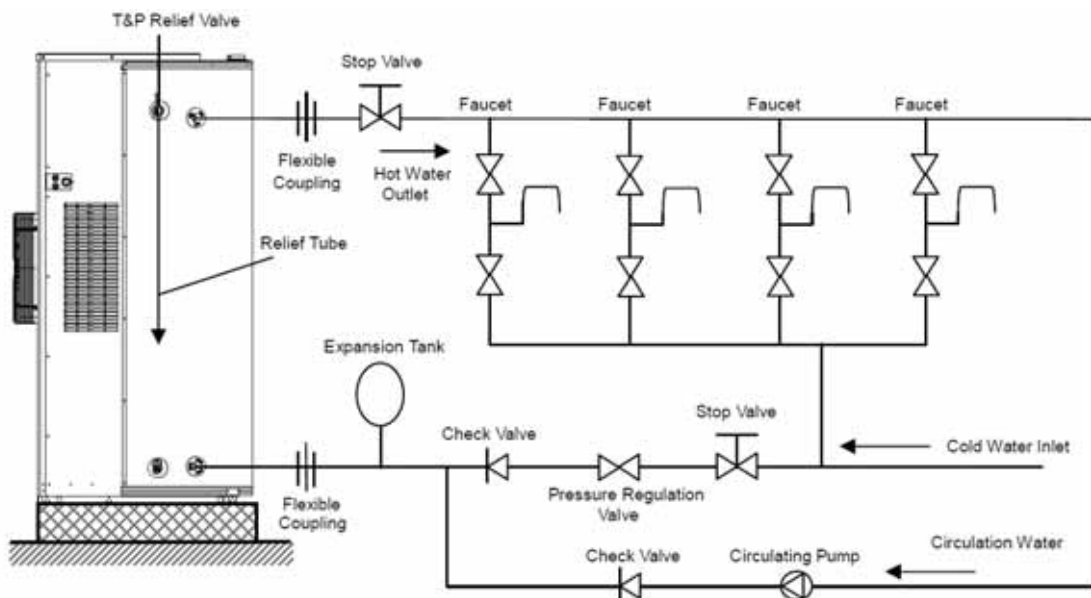 T&P Relief Valve
Stop Valve
Faucet
Faucet
Faucet
Faucet
Flexible
Coupling
Hot Water
Outlet
Relief Tube
Expansion Tank
Stop Valve
Check Valve
Cold Water Inlet
Pressure Regulation
Valve
Flexible
Coupling
Check Valve
Circulating Pump
Circulation Water